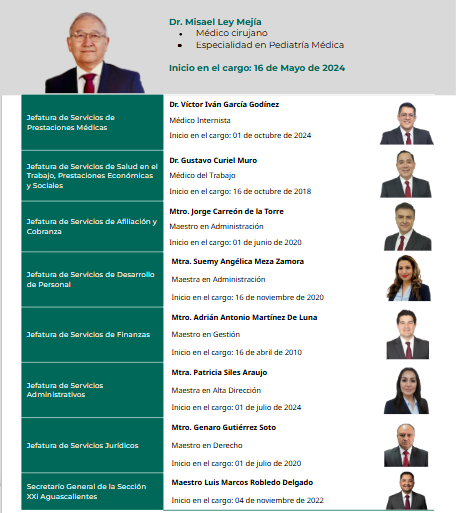 Dr. Misael Ley Mejía
• Médico cirujano
• Especialidad en Pediatría Médica
Inicio en el cargo: 16 de Mayo de 2024
Jefatura de Servicios de
Prestaciones Médicas
Dr. Víctor Iván García Godínez
Médico Internista
Inicio en el cargo: 01 de octubre de 2024
Jefatura de Servicios de Salud en el
Trabajo, Prestaciones Económicas
y Sociales
Dr. Gustavo Curiel Muro
Médico del Trabajo
Inicio en el cargo: 16 de octubre de 2018
Jefatura de Servicios de Afiliación y
Cobranza
Mtro. Jorge Carreón de la Torre
Maestro en Administración
Inicio en el cargo: 01 de junio de 2020
Jefatura de Servicios de Desarrollo
de Personal
Mtra. Suemy Angélica Meza Zamora
Maestra en Administración
Inicio en el cargo: 16 de noviembre de 2020
Jefatura de Servicios de Finanzas
Mtro. Adrián Antonio Martínez De Luna
Maestro en Gestión
Inicio en el cargo: 16 de abril de 2010
Jefatura de Servicios
Administrativos
Mtra. Patricia Siles Araujo
Maestra en Alta Dirección
Inicio en el cargo: 01 de julio de 2024
Jefatura de Servicios Jurídicos
Mtro. Genaro Gutiérrez Soto
Maestro en Derecho
Inicio en el cargo: 01 de julio de 2020
Secretario General de la Sección
XXI Aguascalientes
Maestro Luis Marcos Robledo Delgado
Inicio en el cargo: 04 de noviembre de 2022